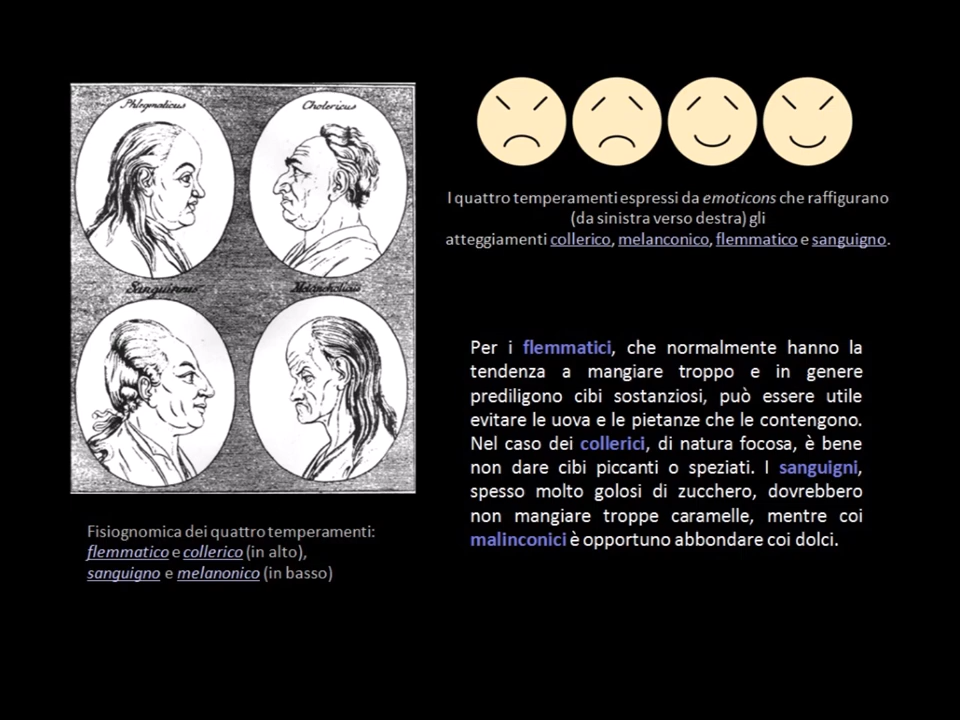 Phlegmaticus
Cholericus
Sanguineus
Melancholicus
Fisiognomica dei quattro temperamenti:
flemmatico e collerico (in alto),
sanguigno e melanonico (in basso)
I quattro temperamenti espressi da emoticons che raffigurano
(da sinistra verso destra) gli
atteggiamenti collerico, melanconico, flemmatico e sanguigno.
Per i flemmatici, che normalmente hanno la
tendenza a mangiare troppo e in genere
prediligono cibi sostanziosi, può essere utile
evitare le uova e le pietanze che le contengono.
Nel caso dei collerici, di natura focosa, è bene
non dare cibi piccanti o speziati. I sanguigni,
spesso molto golosi di zucchero, dovrebbero
non mangiare troppe caramelle, mentre coi
malinconici è opportuno abbondare coi dolci.